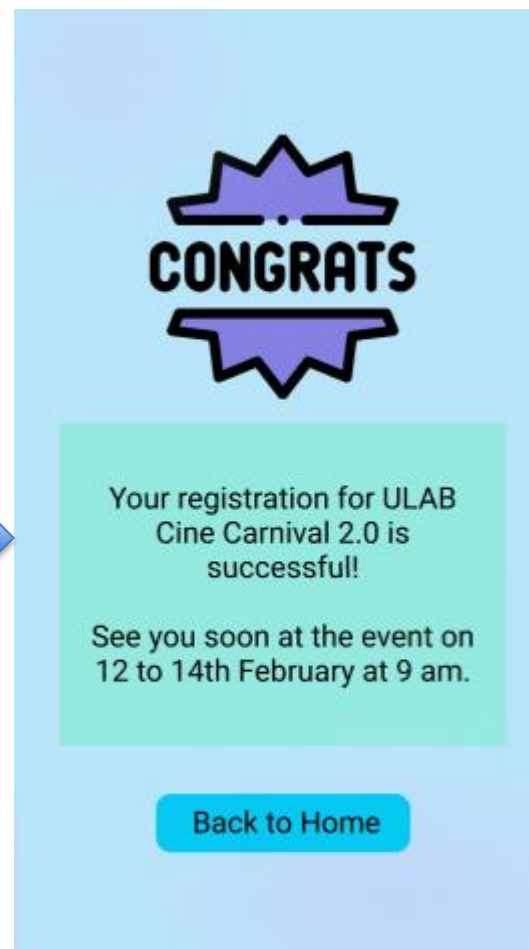 CONGRATS
Your registration for ULAB
Cine Carnival 2.0 is
successful!
See you soon at the event on
12 to 14th February at 9 am.
Back to Home